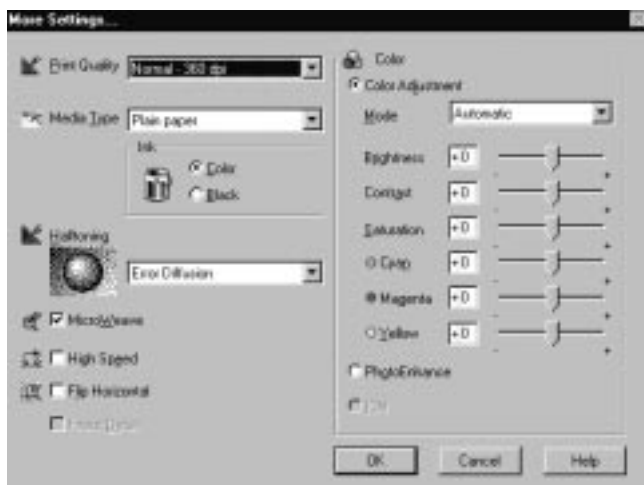 More Settings...
Print Quality
Normal - 360 dpi
Media Type
Plain paper
Ink
Color
Black
Halftoning
Error Diffusion
MicroWeave
High Speed
Flip Horizontal
Color
Color Adjustment
Mode
Automatic
Brightness
+0
-
+
Contrast
+0
-
+
Saturation
+0
-
+
Cyan
+0
-
+
Magenta
+0
-
+
Yellow
+0
-
+
PhotoEnhance
OK
Cancel
Help